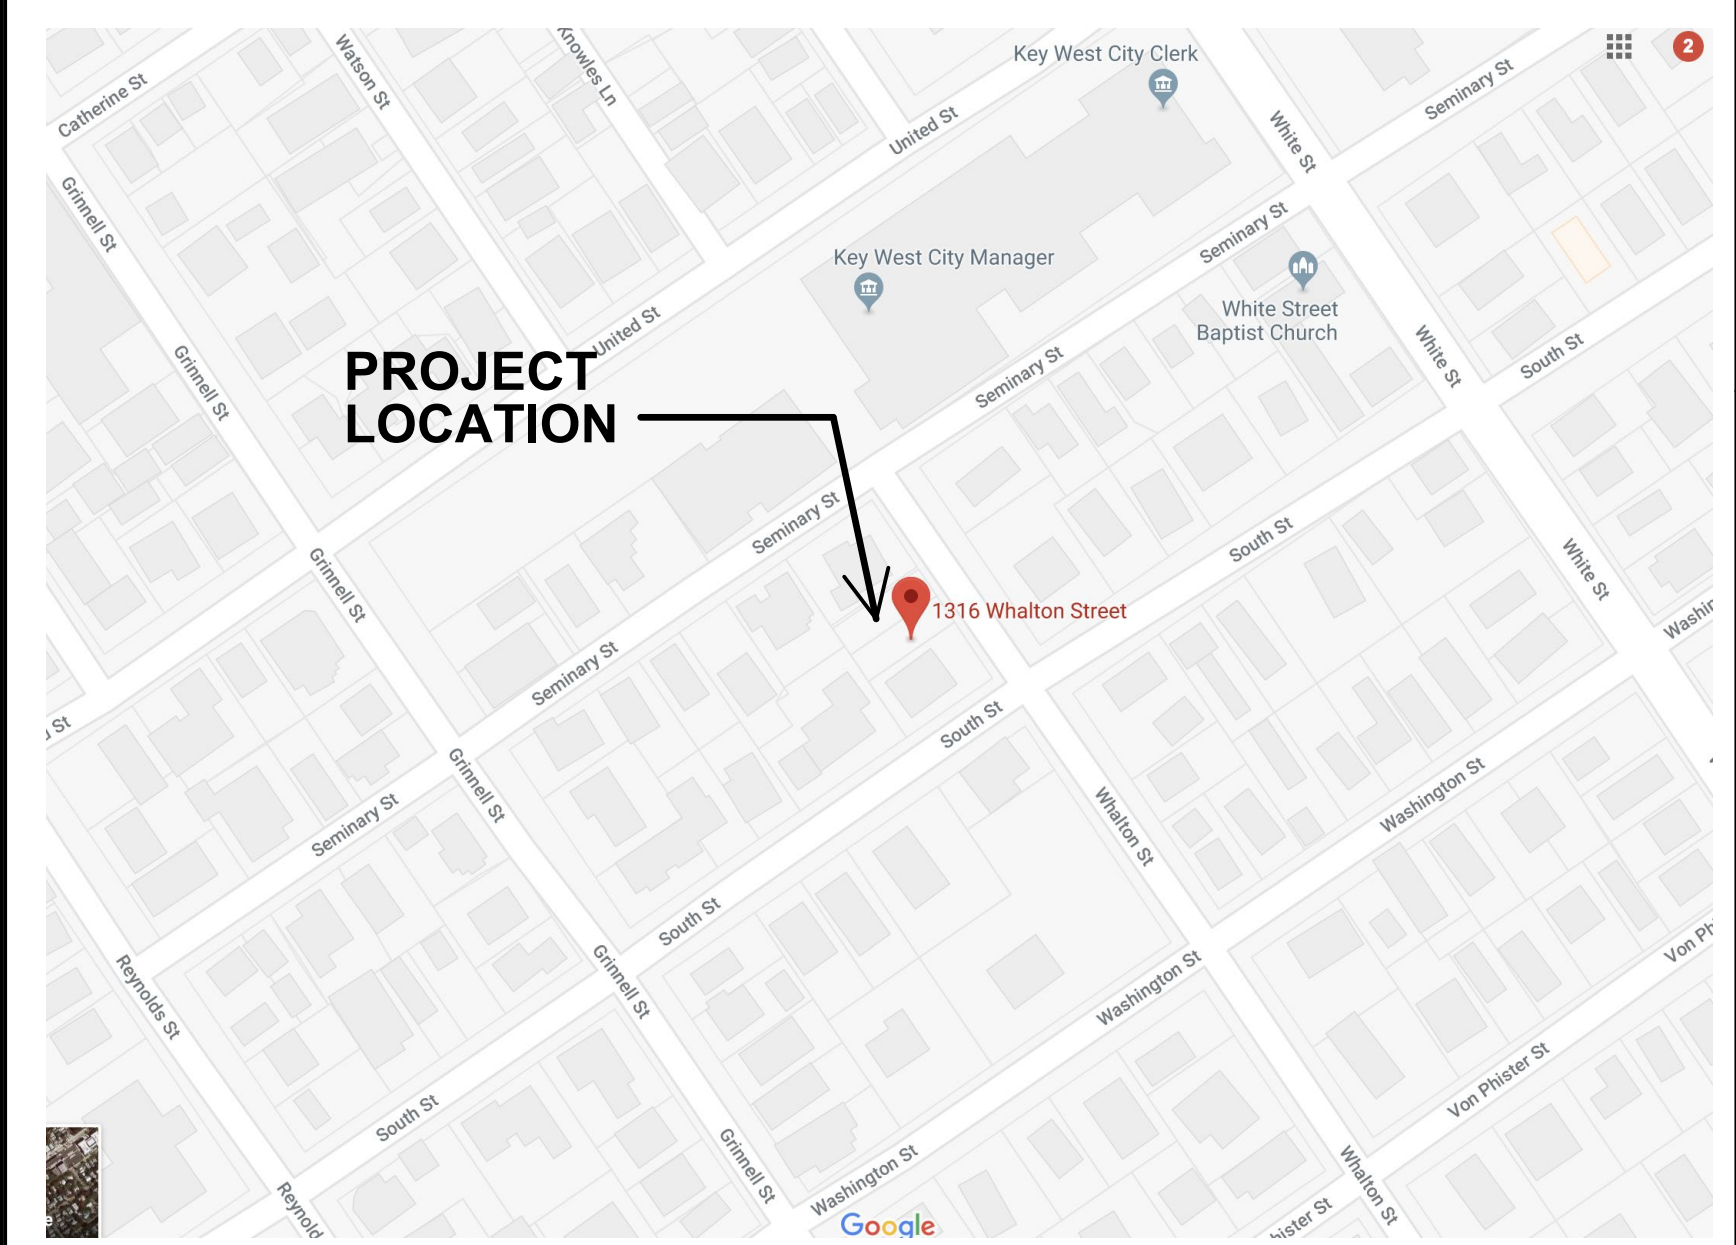 Key West City Clerk
2
Seminary St
Catherine St
Watson St
Knowles Ln
United St
White St
Grinnell St
Seminary St
Key West City Manager
White Street
Baptist Church
United St
PROJECT
LOCATION
Grinnell St
Seminary St
White St
South St
Seminary St
South St
Grinnell St
White St
1316 Whalton Street
Seminary St
South St
St
Grinnell St
Seminary St
Whalton St
Washington St
South St
Reynolds St
Grinnell St
Washington St
Von Phister St
South St
Grinnell St
Washington St
Whalton St
Google